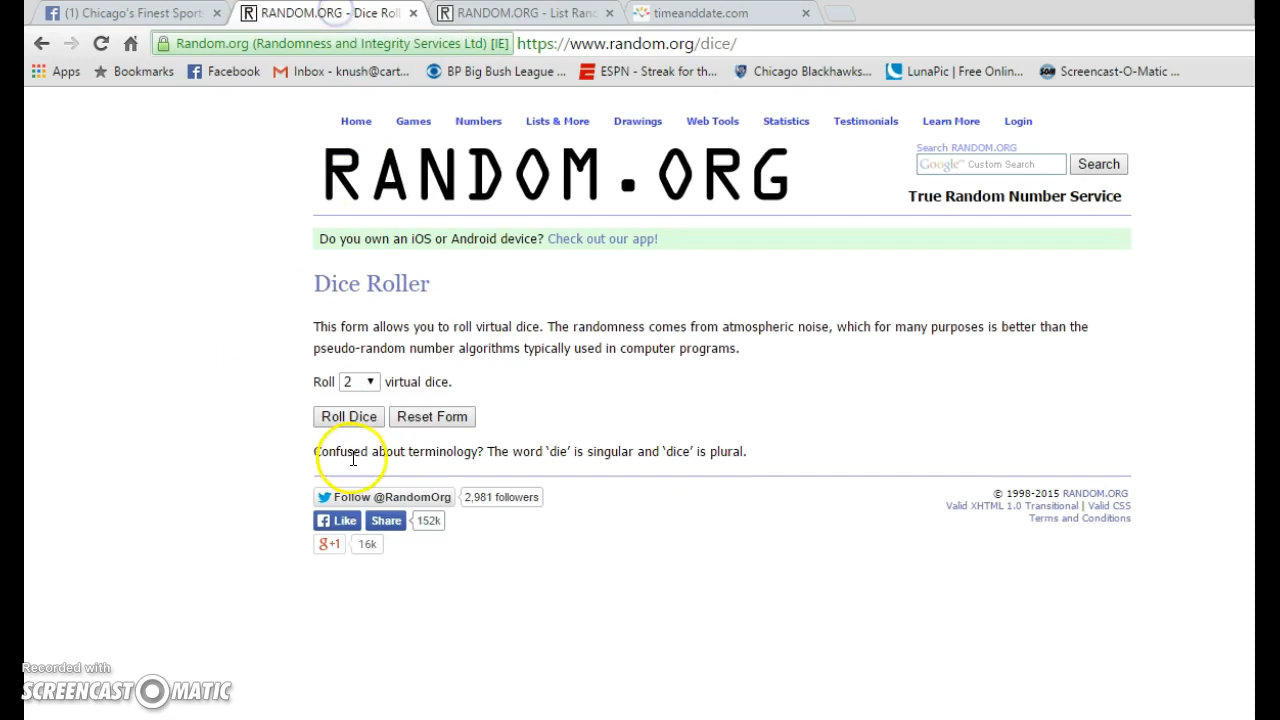 (1) Chicago's Finest Sport
RANDOM.ORG - Dice Roll
RANDOM.ORG - List Rand
timeanddate.com
Random.org (Randomness and Integrity Services Ltd) [IE]
https://www.random.org/dice/
Apps
Bookmarks
Facebook
Inbox - knush@cart...
BP Big Bush League ...
ESPN - Streak for th...
Chicago Blackhawks...
LunaPic | Free Onlin...
Screencast-O-Matic ...
Home Games Numbers Lists & More Drawings Web Tools Statistics Testimonials Learn More Login
RANDOM.ORG
Search RANDOM.ORG
Google™ Custom Search
Search
True Random Number Service
Do you own an iOS or Android device? Check out our app!
Dice Roller
This form allows you to roll virtual dice. The randomness comes from atmospheric noise, which for many purposes is better than the
pseudo-random number algorithms typically used in computer programs.
Roll 2 virtual dice.
Roll Dice Reset Form
Confused about terminology? The word ‘die’ is singular and ‘dice’ is plural.
Follow @RandomOrg 2,981 followers
Like Share 152k
g+1 16k
© 1998-2015 RANDOM.ORG
Valid XHTML 1.0 Transitional | Valid CSS
Terms and Conditions
Recorded with
SCREENCAST-O-MATIC